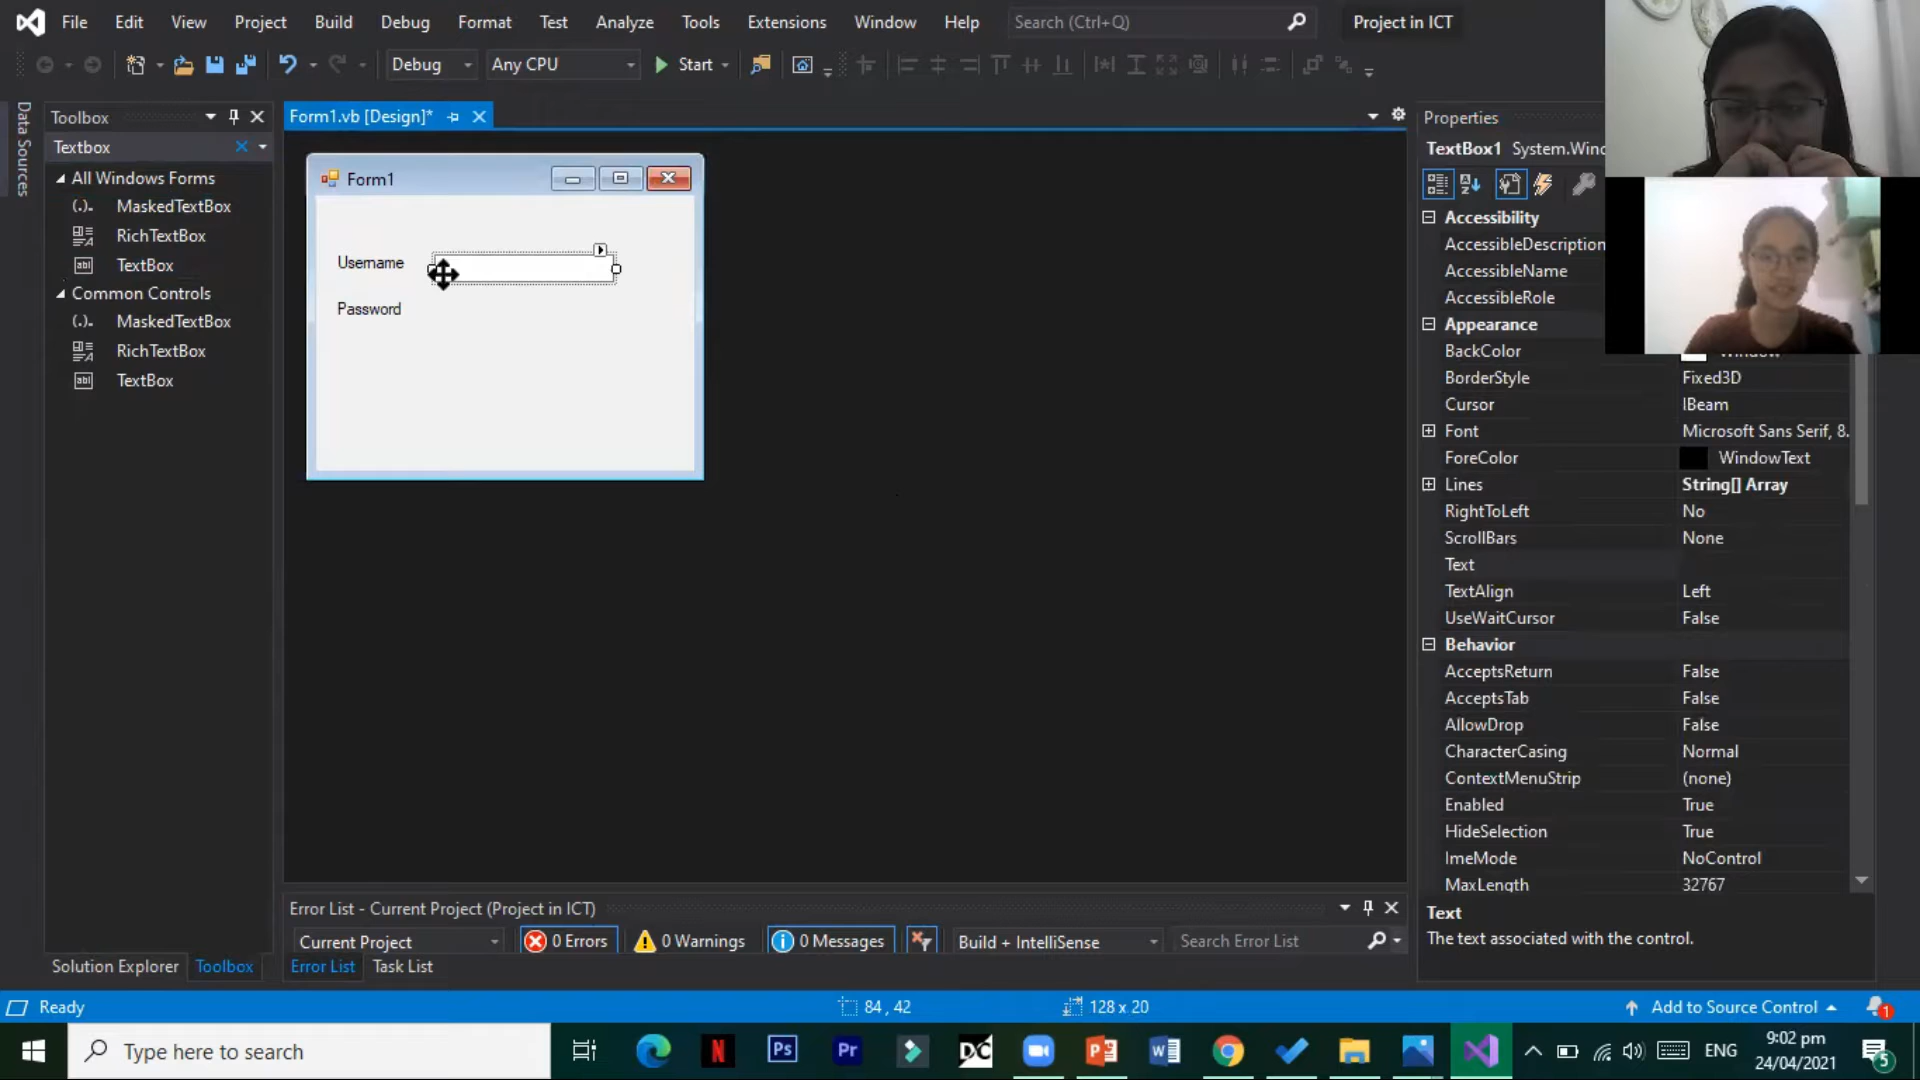 File Edit View Project Build Debug Format Test Analyze Tools Extensions Window Help Search (Ctrl+Q) Project in ICT
Debug Any CPU Start
Data Sources
Toolbox
Textbox
All Windows Forms
MaskedTextBox
RichTextBox
TextBox
Common Controls
MaskedTextBox
RichTextBox
TextBox
Form1.vb [Design]*
Form1
Username
Password
Properties
TextBox1 System.Wind
Accessibility
AccessibleDescription
AccessibleName
AccessibleRole
Appearance
BackColor Window
BorderStyle Fixed3D
Cursor IBeam
Font Microsoft Sans Serif, 8.
ForeColor WindowText
Lines String[] Array
RightToLeft No
ScrollBars None
Text
TextAlign Left
UseWaitCursor False
Behavior
AcceptsReturn False
AcceptsTab False
AllowDrop False
CharacterCasing Normal
ContextMenuStrip (none)
Enabled True
HideSelection True
ImeMode NoControl
MaxLength 32767
Text
The text associated with the control.
Error List - Current Project (Project in ICT)
Current Project 0 Errors 0 Warnings 0 Messages Build + IntelliSense Search Error List
Solution Explorer Toolbox Error List Task List
Ready 84 , 42 128 x 20 Add to Source Control 1
Type here to search N Ps Pr DC P W ENG 9:02 pm
24/04/2021 5